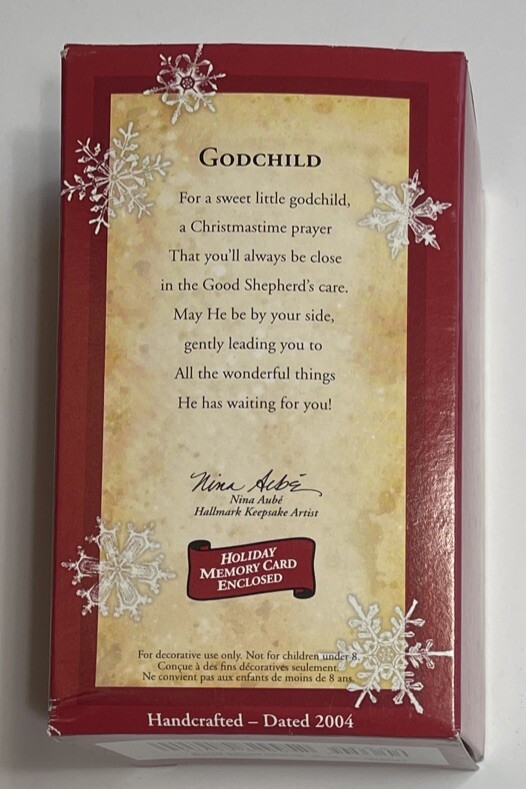 GODCHILD
For a sweet little godchild,
a Christmastime prayer
That you'll always be close
in the Good Shepherd's care.
May He be by your side,
gently leading you to
All the wonderful things
He has waiting for you!
Nina Aubé
Nina Aubé
Hallmark Keepsake Artist
HOLIDAY
MEMORY CARD
ENCLOSED
For decorative use only. Not for children under 8.
Conçue à des fins décoratives seulement.
Ne convient pas aux enfants de moins de 8 ans.
Handcrafted – Dated 2004